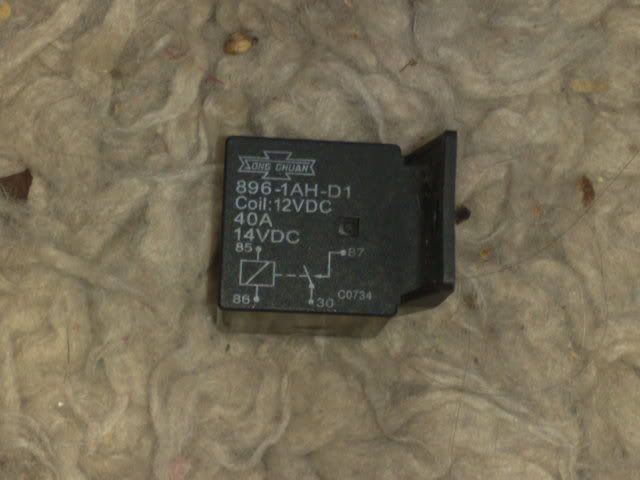 SONG CHUAN
896-1AH-D1
Coil:12VDC
40A
14VDC
85
87
86
30
C0734